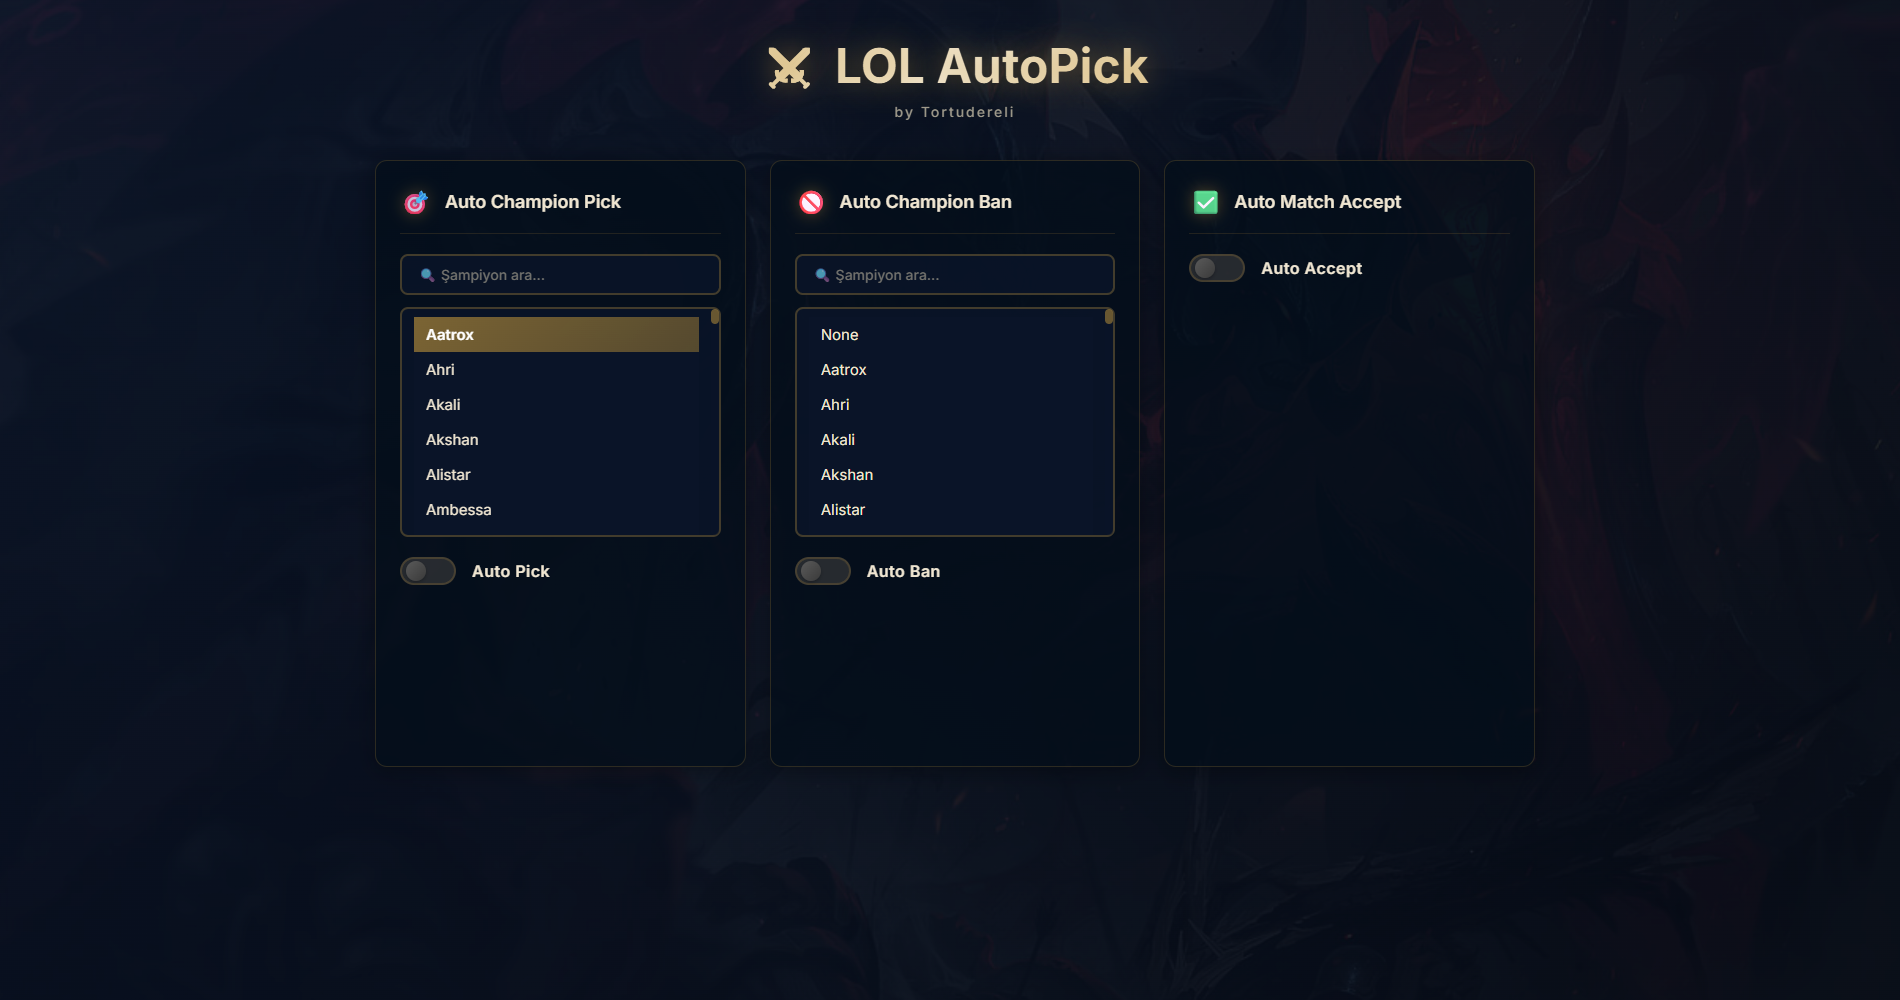 LOL AutoPick
by Tortudereli
Auto Champion Pick
Şampiyon ara...
Aatrox
Ahri
Akali
Akshan
Alistar
Ambessa
Auto Pick
Auto Champion Ban
Şampiyon ara...
None
Aatrox
Ahri
Akali
Akshan
Alistar
Auto Ban
Auto Match Accept
Auto Accept